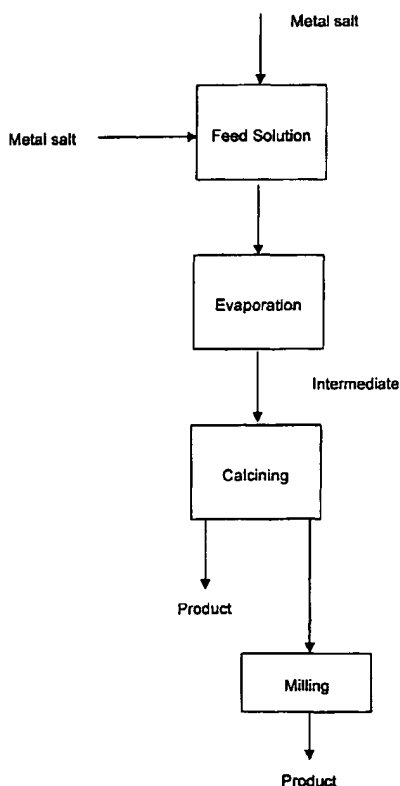 Metal salt
Feed Solution
Metal salt
Evaporation
Intermediate
Calcining
Product
Milling
Product